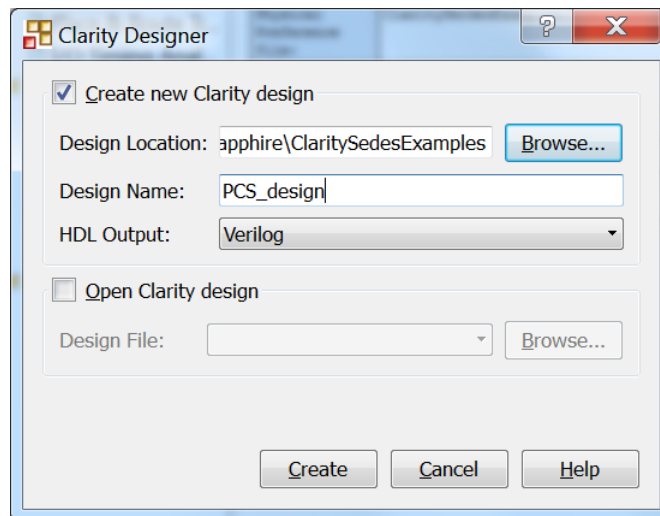 Clarity Designer
Create new Clarity design
Design Location: apphire\ClaritySedesExamples Browse...
Design Name: PCS_design
HDL Output: Verilog
Open Clarity design
Design File: Browse...
Create Cancel Help